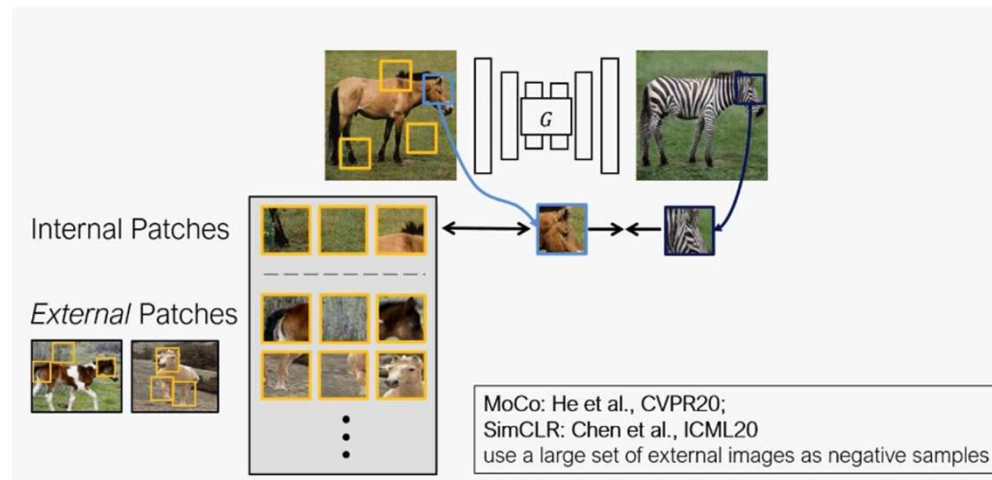 G
Internal Patches
External Patches
MoCo: He et al., CVPR20;
SimCLR: Chen et al., ICML20
use a large set of external images as negative samples